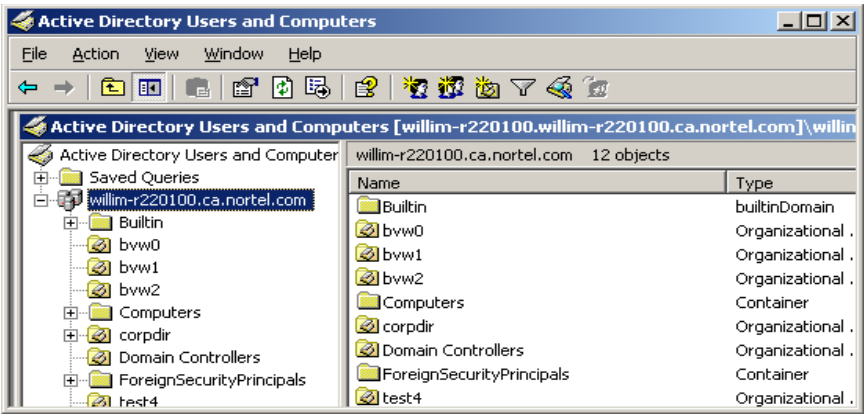 Active Directory Users and Computers
File Action View Window Help
Active Directory Users and Computers [willim-r220100.willim-r220100.ca.nortel.com]\willin
Active Directory Users and Computer
Saved Queries
willim-r220100.ca.nortel.com
Builtin
bvw0
bvw1
bvw2
Computers
corpdir
Domain Controllers
ForeignSecurityPrincipals
test4
willim-r220100.ca.nortel.com 12 objects
Name Type
Builtin builtinDomain
bvw0 Organizational .
bvw1 Organizational .
bvw2 Organizational .
Computers Container
corpdir Organizational .
Domain Controllers Organizational .
ForeignSecurityPrincipals Container
test4 Organizational .